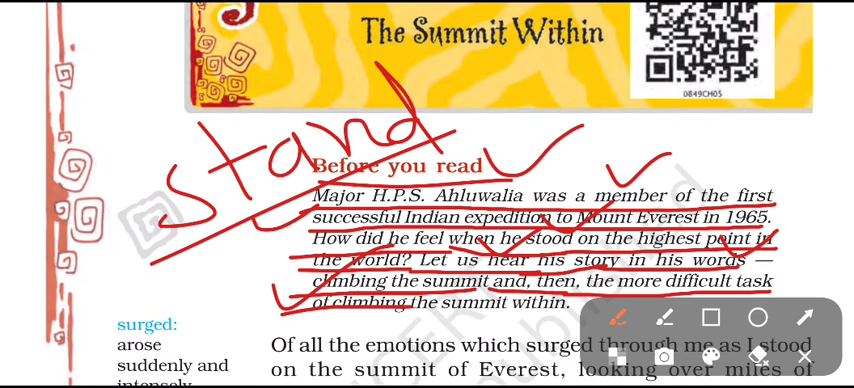 The Summit Within
0849CH05
stand
Before you read
Major H.P.S. Ahluwalia was a member of the first
successful Indian expedition to Mount Everest in 1965.
How did he feel when he stood on the highest point in
the world? Let us hear his story in his words —
climbing the summit and, then, the more difficult task
of climbing the summit within.
surged:
arose
suddenly and
intensely
Of all the emotions which surged through me as I stood
on the summit of Everest, looking over miles of